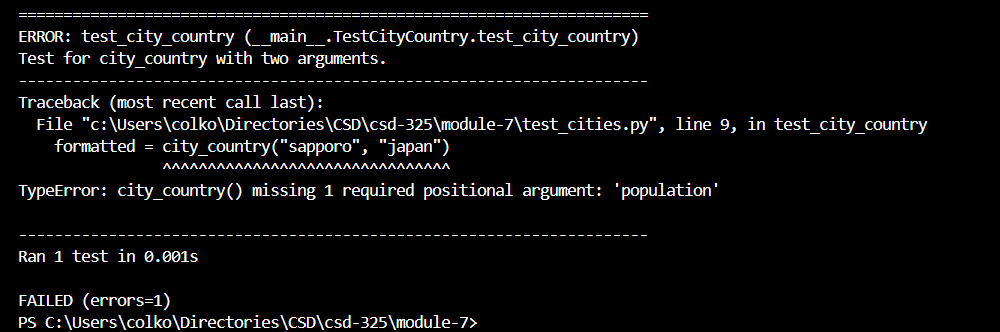 ======================================================================
ERROR: test_city_country (__main__.TestCityCountry.test_city_country)
Test for city_country with two arguments.
----------------------------------------------------------------------
Traceback (most recent call last):
  File "c:\Users\colko\Directories\CSD\csd-325\module-7\test_cities.py", line 9, in test_city_country
    formatted = city_country("sapporo", "japan")
                ^^^^^^^^^^^^^^^^^^^^^^^^^^^^^^^^
TypeError: city_country() missing 1 required positional argument: 'population'

----------------------------------------------------------------------
Ran 1 test in 0.001s

FAILED (errors=1)
PS C:\Users\colko\Directories\CSD\csd-325\module-7>